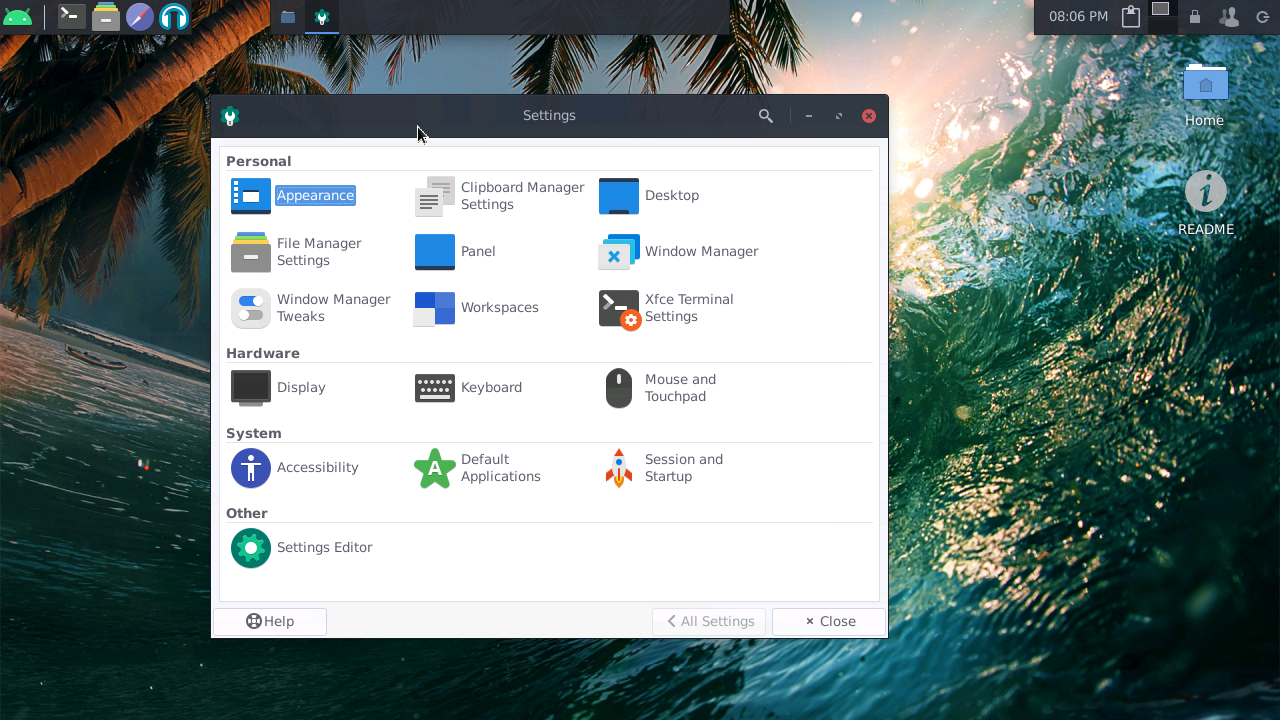 08:06 PM
Settings
Home
README
Personal
Appearance
Clipboard Manager
Settings
Desktop
File Manager
Settings
Panel
Window Manager
Window Manager
Tweaks
Workspaces
Xfce Terminal
Settings
Hardware
Display
Keyboard
Mouse and
Touchpad
System
Accessibility
A
Default
Applications
Session and
Startup
Other
Settings Editor
Help
All Settings
Close